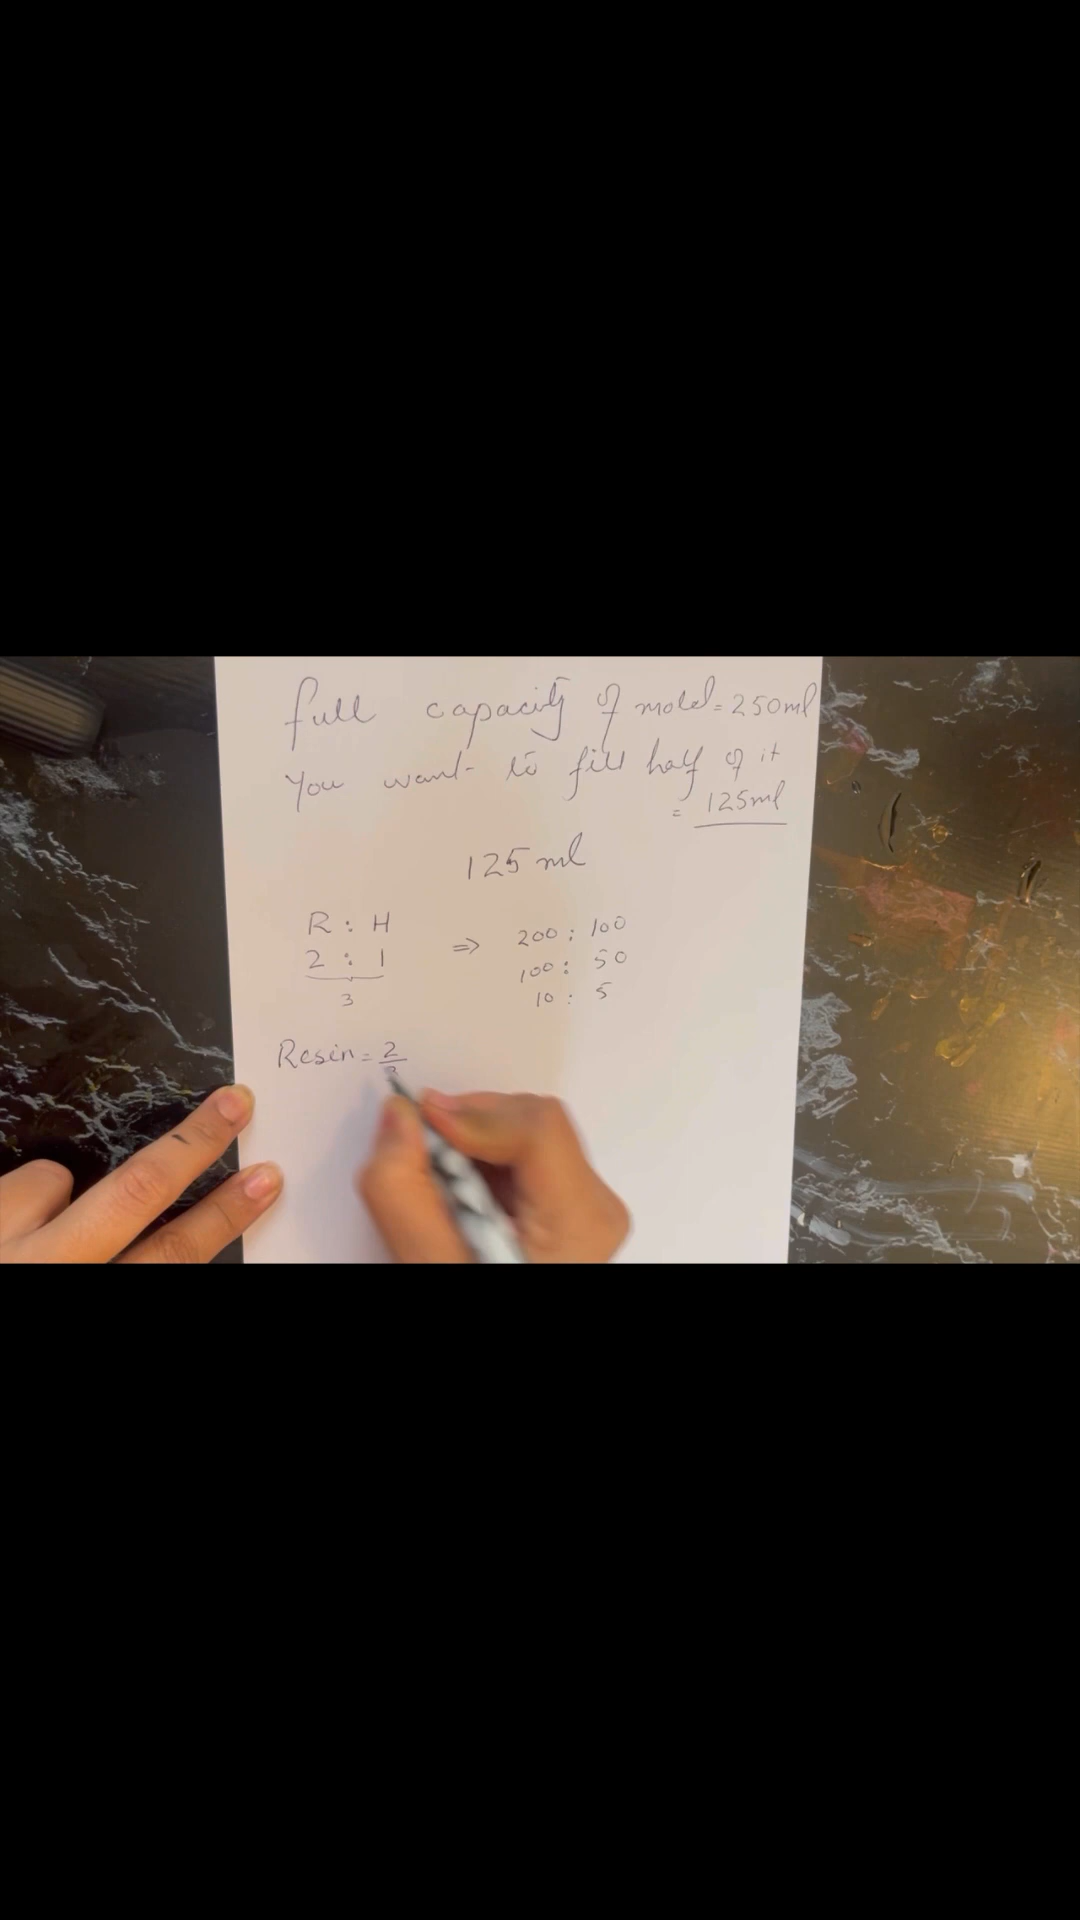 full capacity of mold = 250ml
You want to fill half of it
= 125ml
125 ml
R : H
2 : 1
3
⇒ 200 : 100
100 : 50
10 : 5
Resin = 2